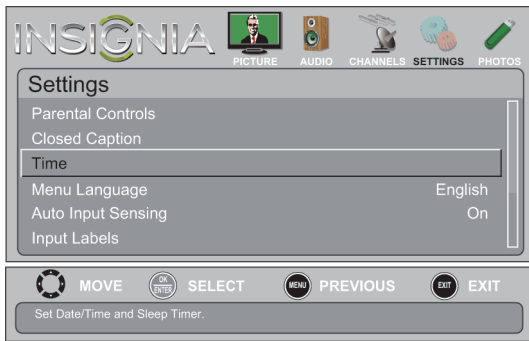 INSIGNIA
PICTURE AUDIO CHANNELS SETTINGS PHOTOS
Settings
Parental Controls
Closed Caption
Time
Menu Language English
Auto Input Sensing On
Input Labels
MOVE OK ENTER SELECT MENU PREVIOUS EXIT EXIT
Set Date/Time and Sleep Timer.